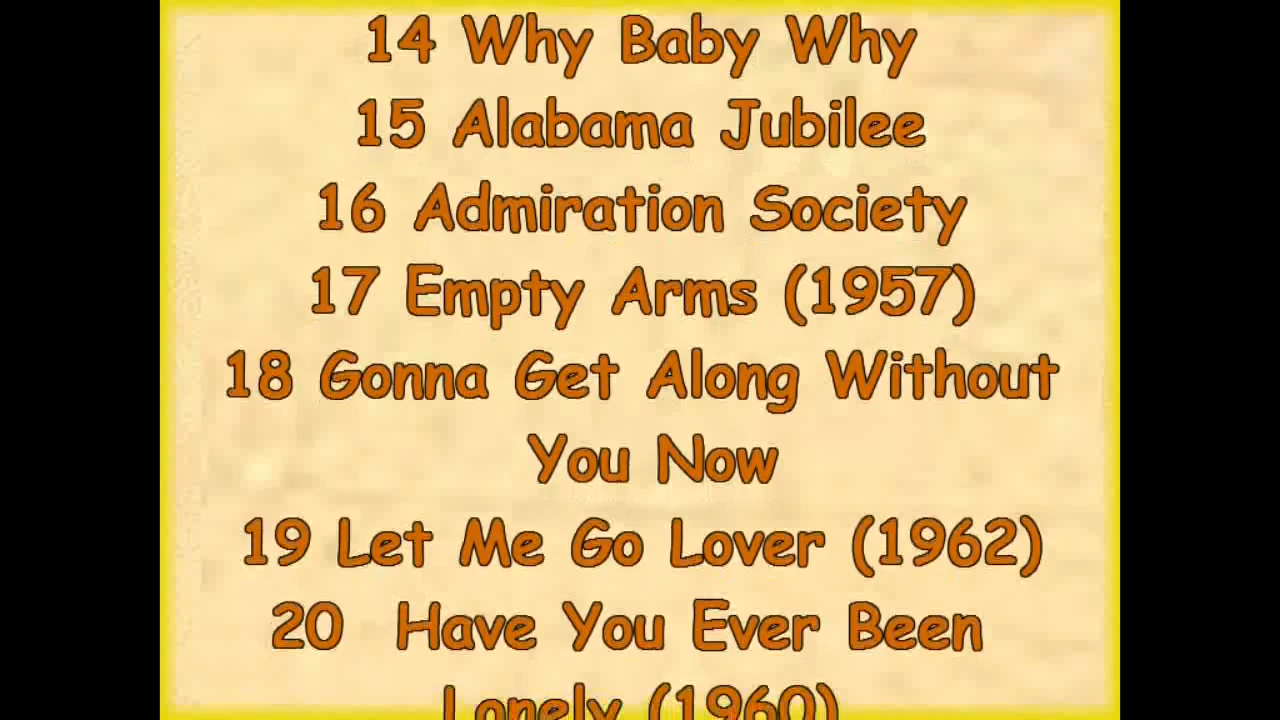 14 Why Baby Why
15 Alabama Jubilee
16 Admiration Society
17 Empty Arms (1957)
18 Gonna Get Along Without
You Now
19 Let Me Go Lover (1962)
20 Have You Ever Been
Lonely (1960)